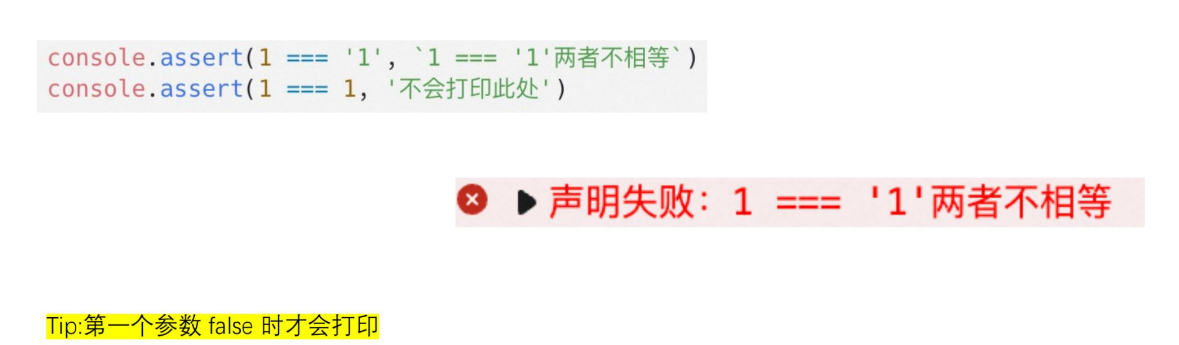 console.assert(1 === '1', `1 === '1'两者不相等`)
console.assert(1 === 1, '不会打印此处')
声明失败: 1 === '1'两者不相等
Tip:第一个参数 false 时才会打印